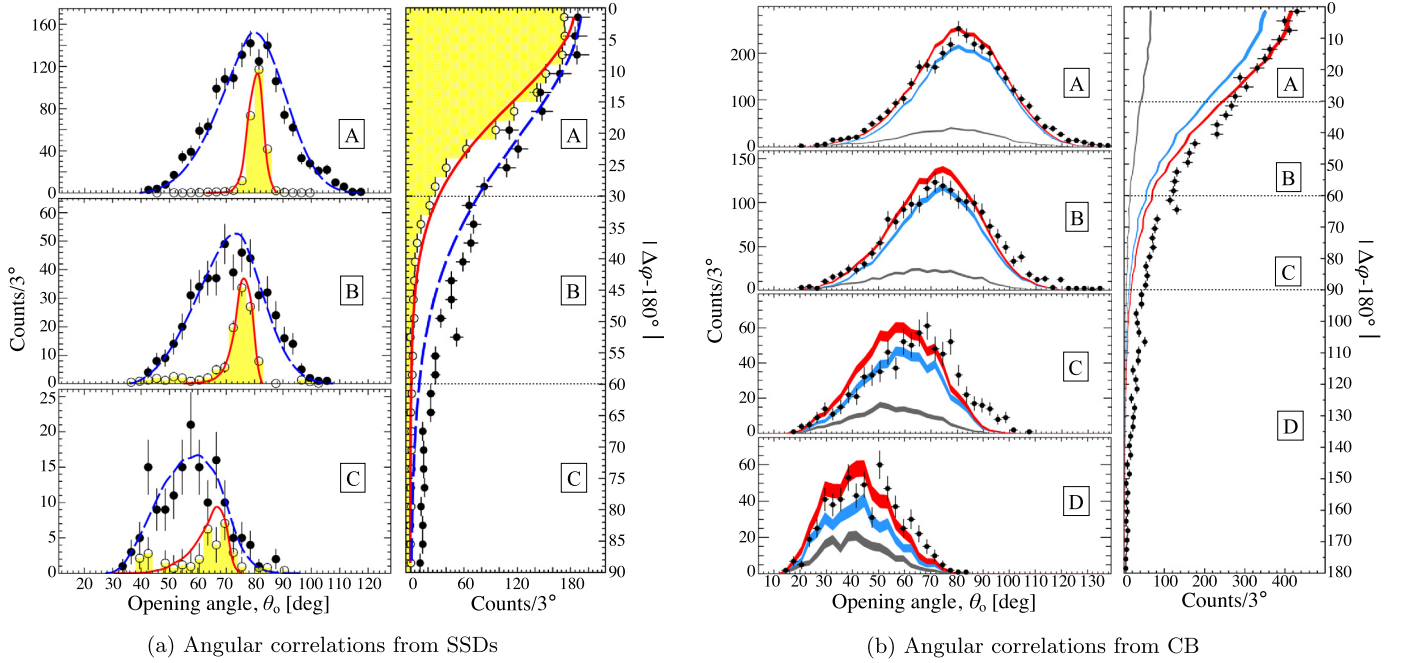 160
120
80
40
0
A
60
50
40
30
20
10
0
B
25
20
15
10
5
0
C
Counts/3°
20 40 60 80 100 120
Opening angle, θo [deg]
0
5
10
15
20
25
30
35
40
45
50
55
60
65
70
75
80
85
90
A
B
C
| Δφ-180° |
0 60 120 180
Counts/3°
(a) Angular correlations from SSDs
200
100
0
A
150
100
50
0
B
60
40
20
0
C
60
40
20
0
D
Counts/3°
10 20 30 40 50 60 70 80 90 100 110 120 130
Opening angle, θo [deg]
0
10
20
30
40
50
60
70
80
90
100
110
120
130
140
150
160
170
180
A
B
C
D
| Δφ-180° |
0 100 200 300 400
Counts/3°
(b) Angular correlations from CB